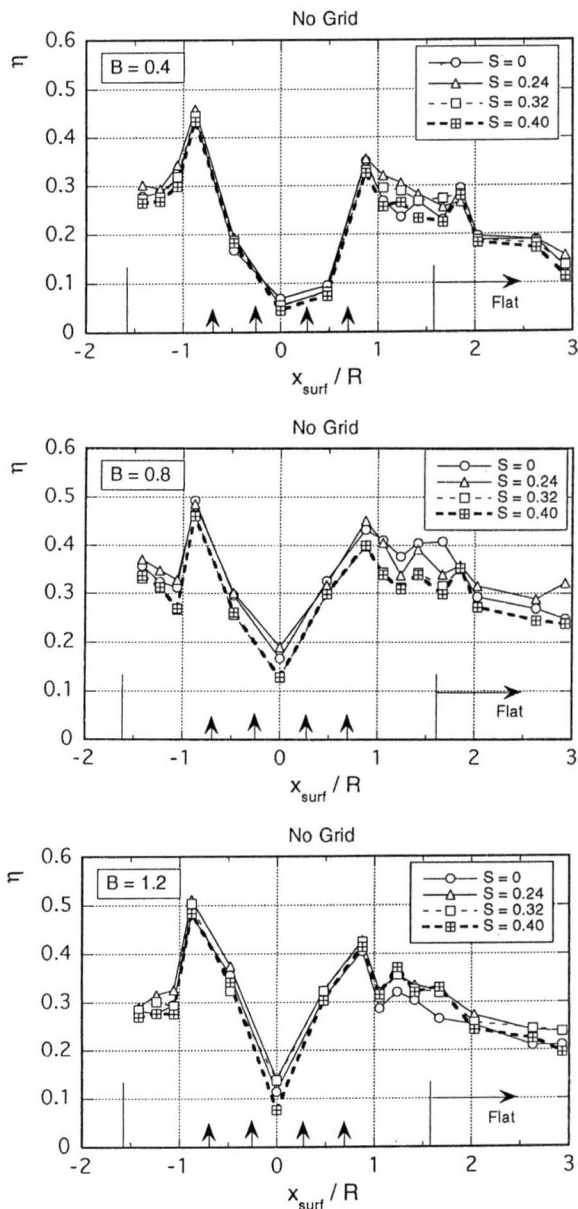 No Grid
η
0.6
B = 0.4
S = 0
S = 0.24
S = 0.32
S = 0.40
0.5
0.4
0.3
0.2
0.1
Flat
0
-2 -1 0 1 2 3
x_surf / R
No Grid
η
0.6
B = 0.8
S = 0
S = 0.24
S = 0.32
S = 0.40
0.5
0.4
0.3
0.2
0.1
Flat
0
-2 -1 0 1 2 3
x_surf / R
No Grid
η
0.6
B = 1.2
S = 0
S = 0.24
S = 0.32
S = 0.40
0.5
0.4
0.3
0.2
0.1
Flat
0
-2 -1 0 1 2 3
x_surf / R